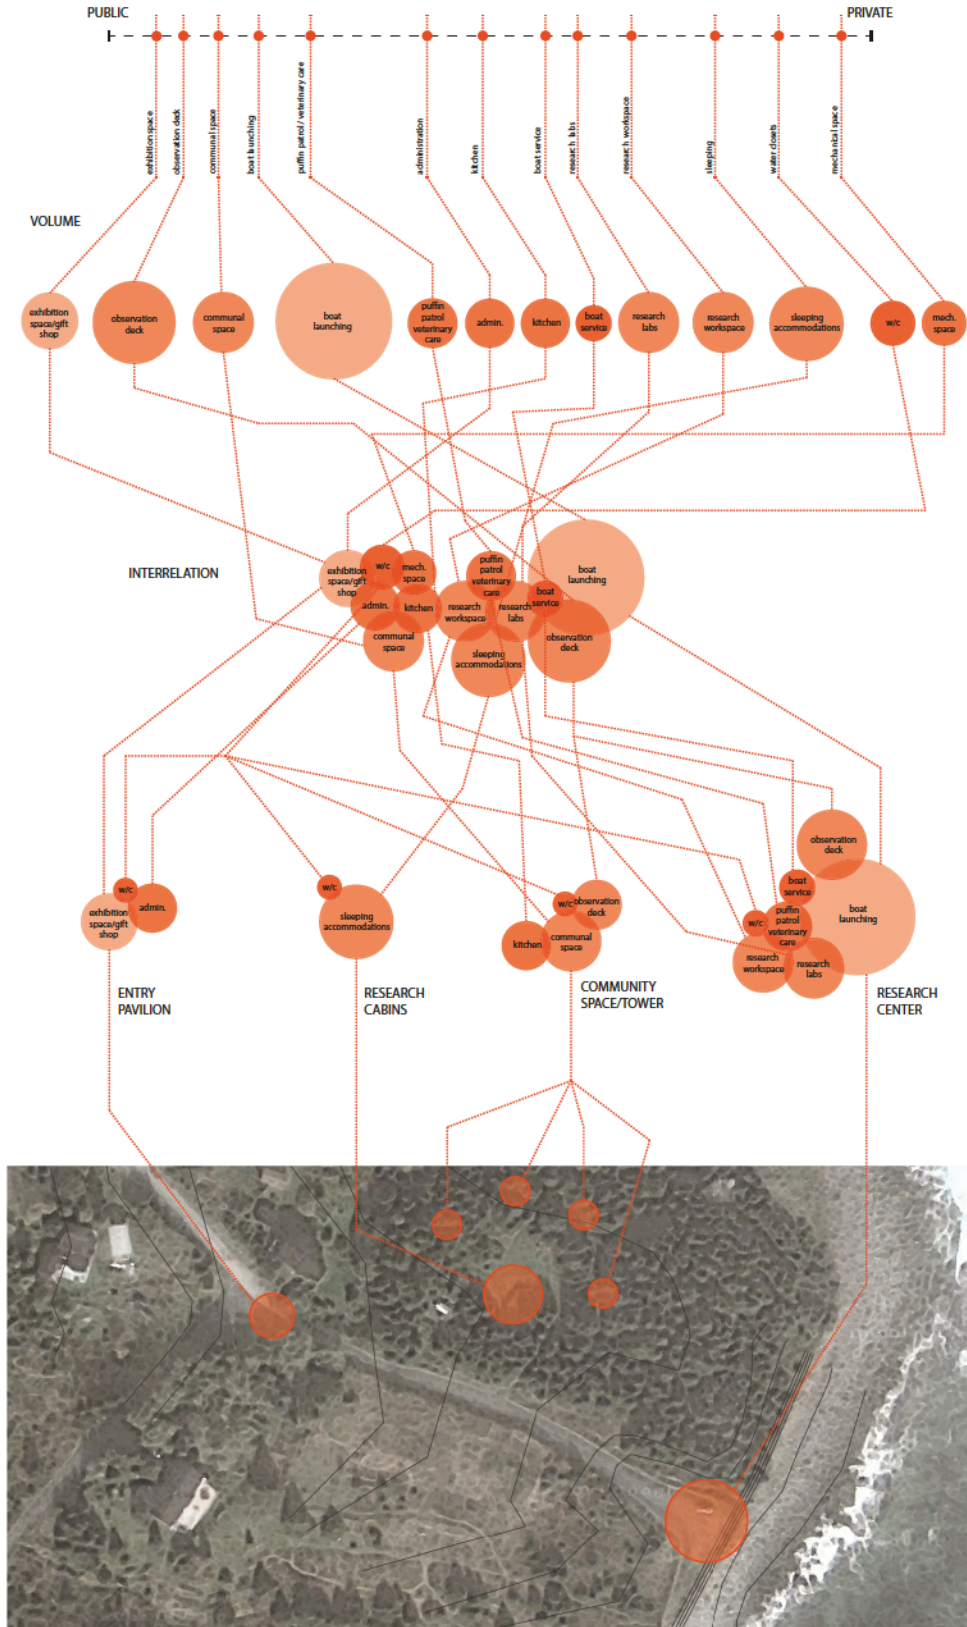 PUBLIC
PRIVATE
exhibition space
observation deck
communal space
boat launching
puffin patrol / veterinary care
administration
kitchen
boat service
research labs
research workspace
sleeping
water closets
mechanical space
VOLUME
exhibition
space/gift
shop
observation
deck
communal
space
boat
launching
puffin
patrol
veterinary
care
admin.
kitchen
boat
service
research
labs
research
workspace
sleeping
accommodations
w/c
mech.
space
INTERRELATION
exhibition
space/gift
shop
w/c
mech.
space
admin.
kitchen
communal
space
puffin
patrol
veterinary
care
research
workspace
research
labs
sleeping
accommodations
boat
service
boat
launching
observation
deck
w/c
exhibition
space/gift
shop
admin.
ENTRY
PAVILION
w/c
sleeping
accommodations
RESEARCH
CABINS
w/c
observation
deck
kitchen
communal
space
COMMUNITY
SPACE/TOWER
observation
deck
boat
service
boat
launching
w/c
puffin
patrol
veterinary
care
research
workspace
research
labs
RESEARCH
CENTER